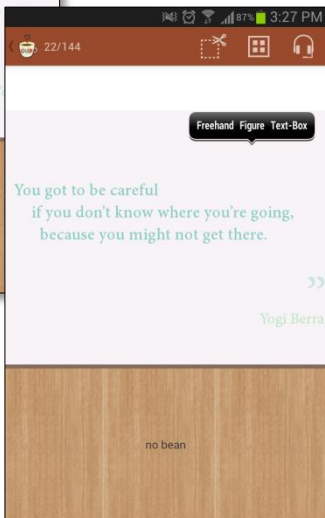 87% 3:27 PM
22/144
Freehand Figure Text-Box
You got to be careful
if you don't know where you're going,
because you might not get there.
”
Yogi Berra
no bean